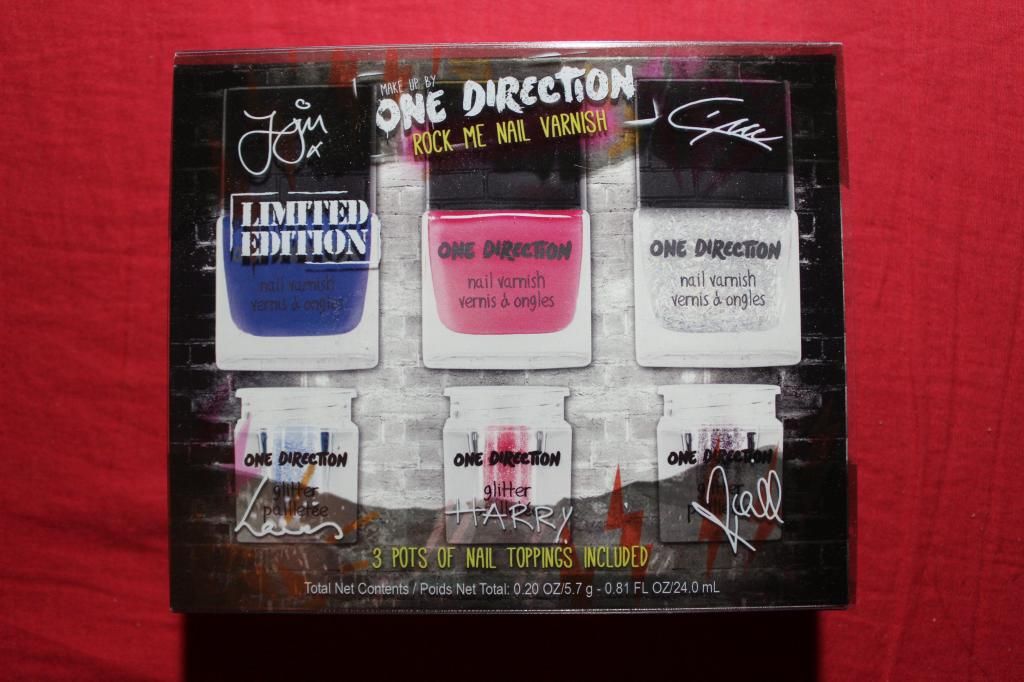 MAKE UP BY
ONE DIRECTION
ROCK ME NAIL VARNISH
LIMITED
EDITION
nail varnish
vernis à ongles
ONE DIRECTION
nail varnish
vernis à ongles
ONE DIRECTION
nail varnish
vernis à ongles
ONE DIRECTION
glitter
pailletée
Louis
ONE DIRECTION
glitter
HARRY
ONE DIRECTION
glitter
Niall
3 POTS OF NAIL TOPPINGS INCLUDED
Total Net Contents / Poids Net Total: 0.20 OZ/5.7 g - 0.81 FL OZ/24.0 mL